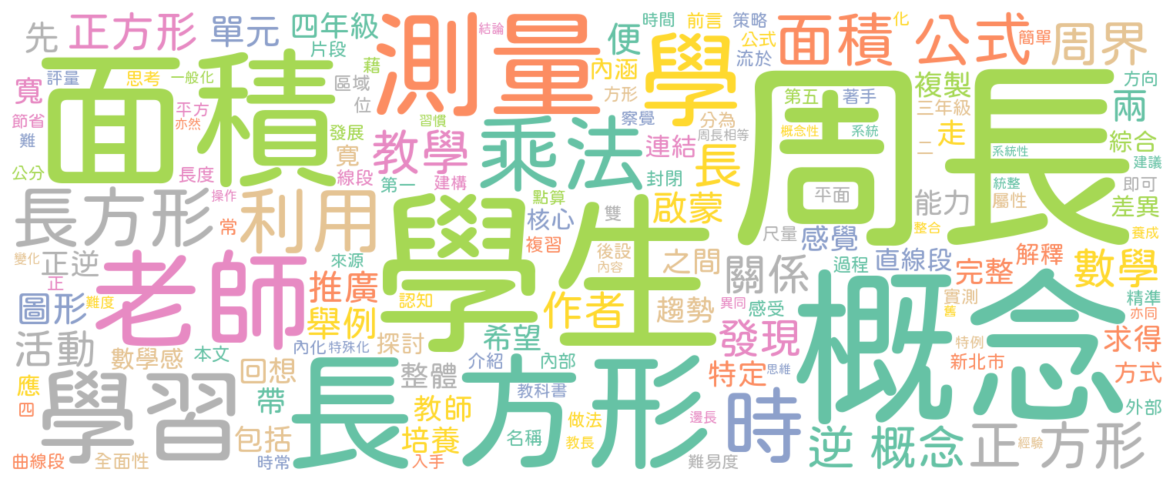 先
正方形
單元
四年級
片段
測量
結論
便
時間
前言
策略
化
公式
流於
學
面積
公式
簡單
周界
面積
寬
評量
思考
一般化
藉
區域
位
內涵
方形
察覺
第五
著手
複製
方向
兩
節省
難
平方
亦然
發展
習慣
分為
周長相等
概念性
系統
三年級
二
走
綜合
教學
乘法
連結
長
周長
系統性
建議
公分
長度
寬
線段
第一
建構
封閉
平面
能力
統整
屬性
即可
差異
長方形
操作
利用
學生
點算
雙
核心
啟蒙
尺量
感覺
整合
養成
常
變化
正逆
正
來源
老師
複習
後設
內容
之間
關係
直線段
過程
完整
解釋
數學
圖形
難度
推廣
認知
作者
趨勢
異同
感受
概念
實測
舊
精準
亦同
活動
數學感
本文
舉例
內化
特殊化
探討
希望
介紹
內部
發現
特例
新北市
求得
應
四
學習
回想
帶
整體
教師
教科書
長方形
特定
思維
方式
外部
包括
培養
名稱
做法
教長
邊長
時
曲線段
全面性
時常
入手
難易度
逆
概念
正方形
經驗